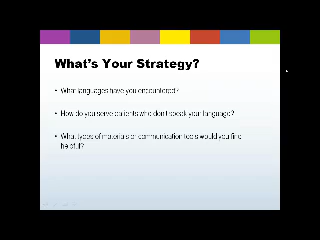 What's Your Strategy?
• What languages have you encountered?
• How do you serve patients who don't speak your language?
• What types of materials or communication tools would you find
helpful?